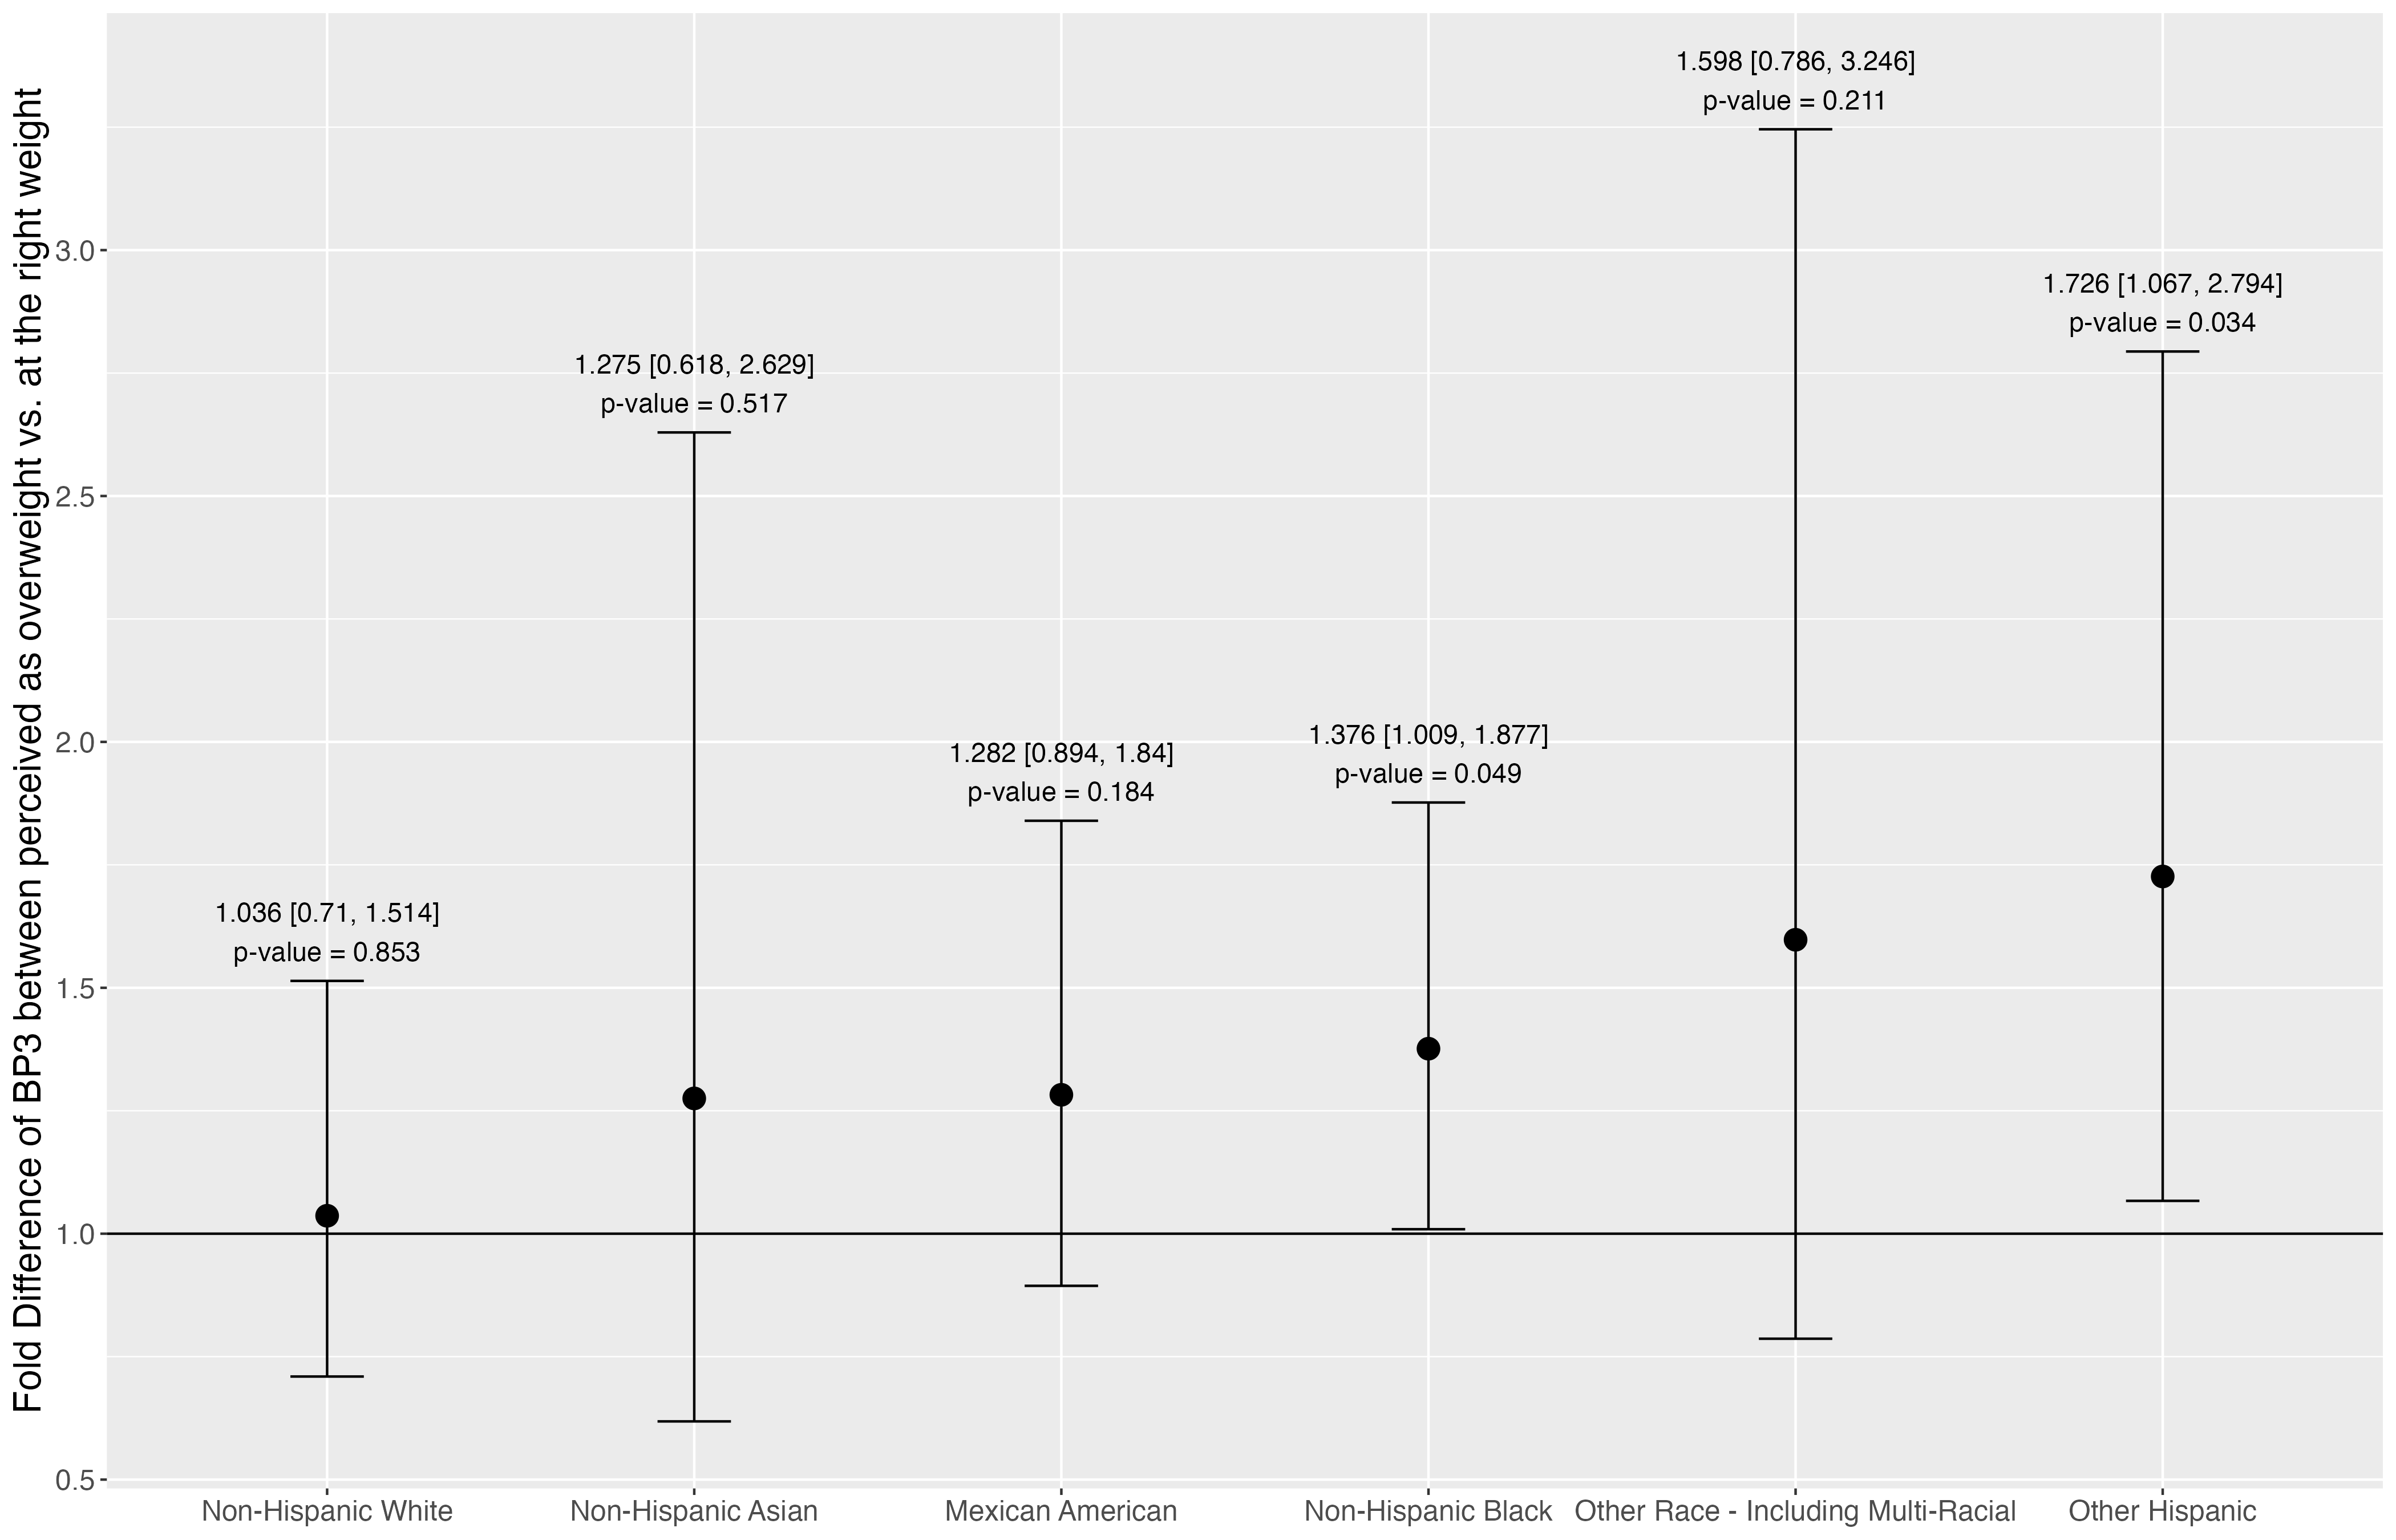 Fold Difference of BP3 between perceived as overweight vs. at the right weight
3.0
2.5
2.0
1.5
1.0
0.5
1.036 [0.71, 1.514]
p-value = 0.853
1.275 [0.618, 2.629]
p-value = 0.517
1.282 [0.894, 1.84]
p-value = 0.184
1.376 [1.009, 1.877]
p-value = 0.049
1.598 [0.786, 3.246]
p-value = 0.211
1.726 [1.067, 2.794]
p-value = 0.034
Non-Hispanic White
Non-Hispanic Asian
Mexican American
Non-Hispanic Black
Other Race - Including Multi-Racial
Other Hispanic